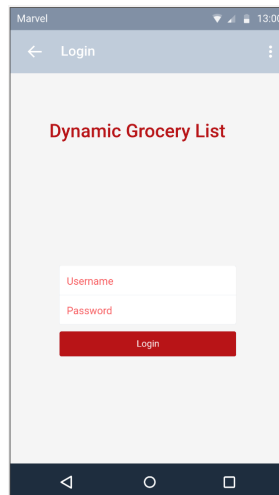 Marvel 13:00
Login
Dynamic Grocery List
Username
Password
Login